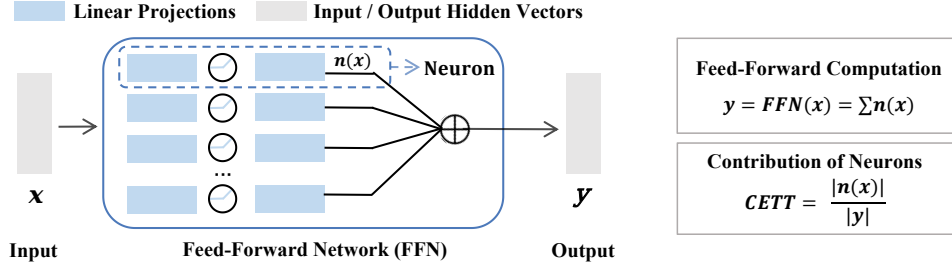 Linear Projections
Input / Output Hidden Vectors
n(x)
Neuron
...
x
y
Input
Feed-Forward Network (FFN)
Output
Feed-Forward Computation
y = FFN(x) = ∑n(x)
Contribution of Neurons
CETT = |n(x)| / |y|